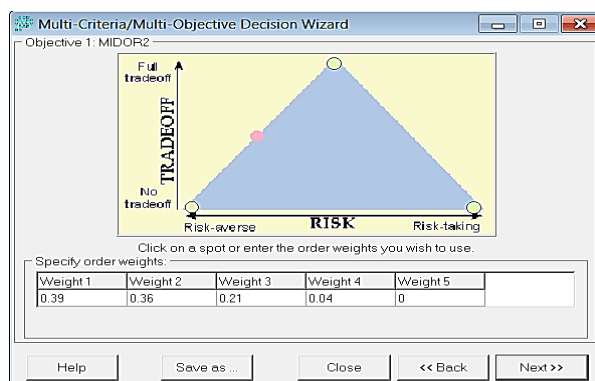 Multi-Criteria/Multi-Objective Decision Wizard
Objective 1: MIDOR2
Full
tradeoff
TRADEOFF
No
tradeoff
Risk-averse RISK Risk-taking
Click on a spot or enter the order weights you wish to use.
Specify order weights:
Weight 1 Weight 2 Weight 3 Weight 4 Weight 5
0.39 0.36 0.21 0.04 0
Help Save as ... Close << Back Next >>